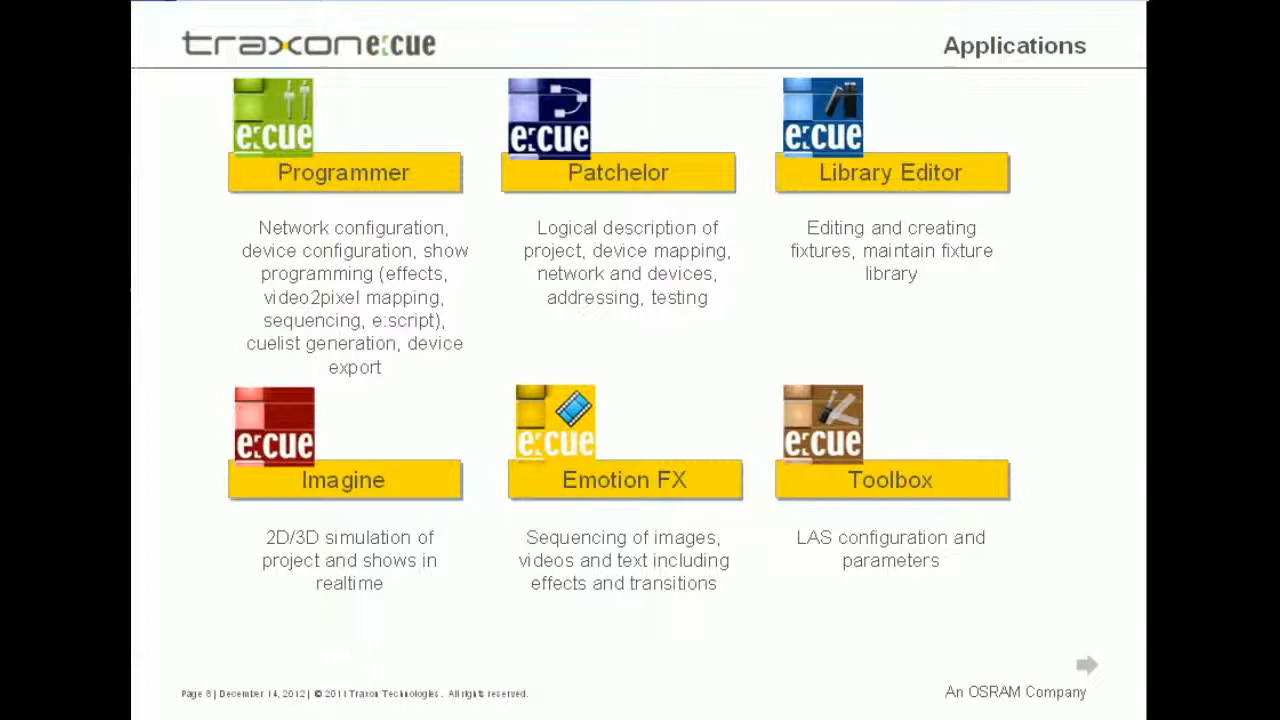 traxon e:cue
Applications
e:cue
Programmer
Network configuration,
device configuration, show
programming (effects,
video2pixel mapping,
sequencing, e:script),
cuelist generation, device
export
e:cue
Patchelor
Logical description of
project, device mapping,
network and devices,
addressing, testing
e:cue
Library Editor
Editing and creating
fixtures, maintain fixture
library
e:cue
Imagine
2D/3D simulation of
project and shows in
realtime
e:cue
Emotion FX
Sequencing of images,
videos and text including
effects and transitions
e:cue
Toolbox
LAS configuration and
parameters
Page 8 | December 14, 2012 | © 2011 Traxon Technologies. All rights reserved.
An OSRAM Company